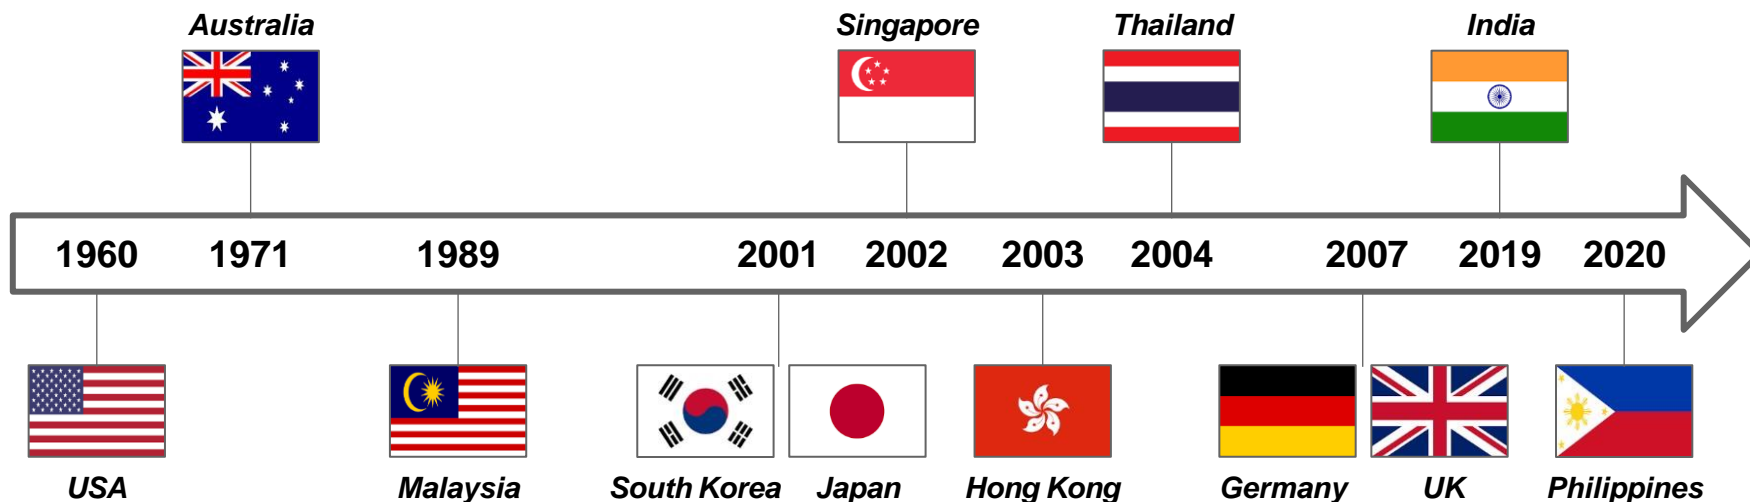 Australia
Singapore
Thailand
India
1960 1971 1989 2001 2002 2003 2004 2007 2019 2020
USA
Malaysia
South Korea
Japan
Hong Kong
Germany
UK
Philippines